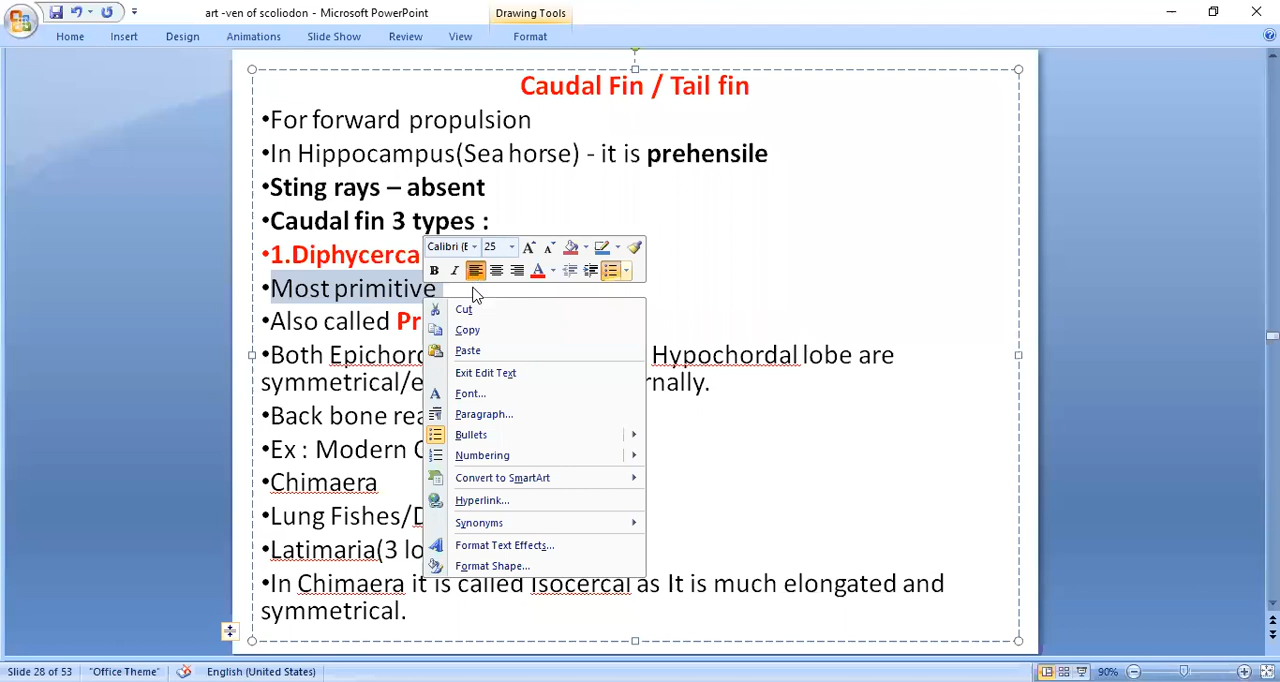 art -ven of scoliodon - Microsoft PowerPoint
Drawing Tools
Home Insert Design Animations Slide Show Review View Format
Caudal Fin / Tail fin
•For forward propulsion
•In Hippocampus(Sea horse) - it is prehensile
•Sting rays – absent
•Caudal fin 3 types :
Calibri (E 25
•1.Diphycerca
•Most primitive
Cut
•Also called Pr
Copy
Paste
•Both Epichord Hypochordal lobe are
Exit Edit Text
symmetrical/e rnally.
Font...
Paragraph...
•Back bone rea
Bullets
•Ex : Modern C
Numbering
Convert to SmartArt
•Chimaera
Hyperlink...
•Lung Fishes/D
Synonyms
Format Text Effects...
•Latimaria(3 lo
Format Shape...
•In Chimaera it is called Isocercal as It is much elongated and
symmetrical.
Slide 28 of 53 "Office Theme" English (United States) 90%